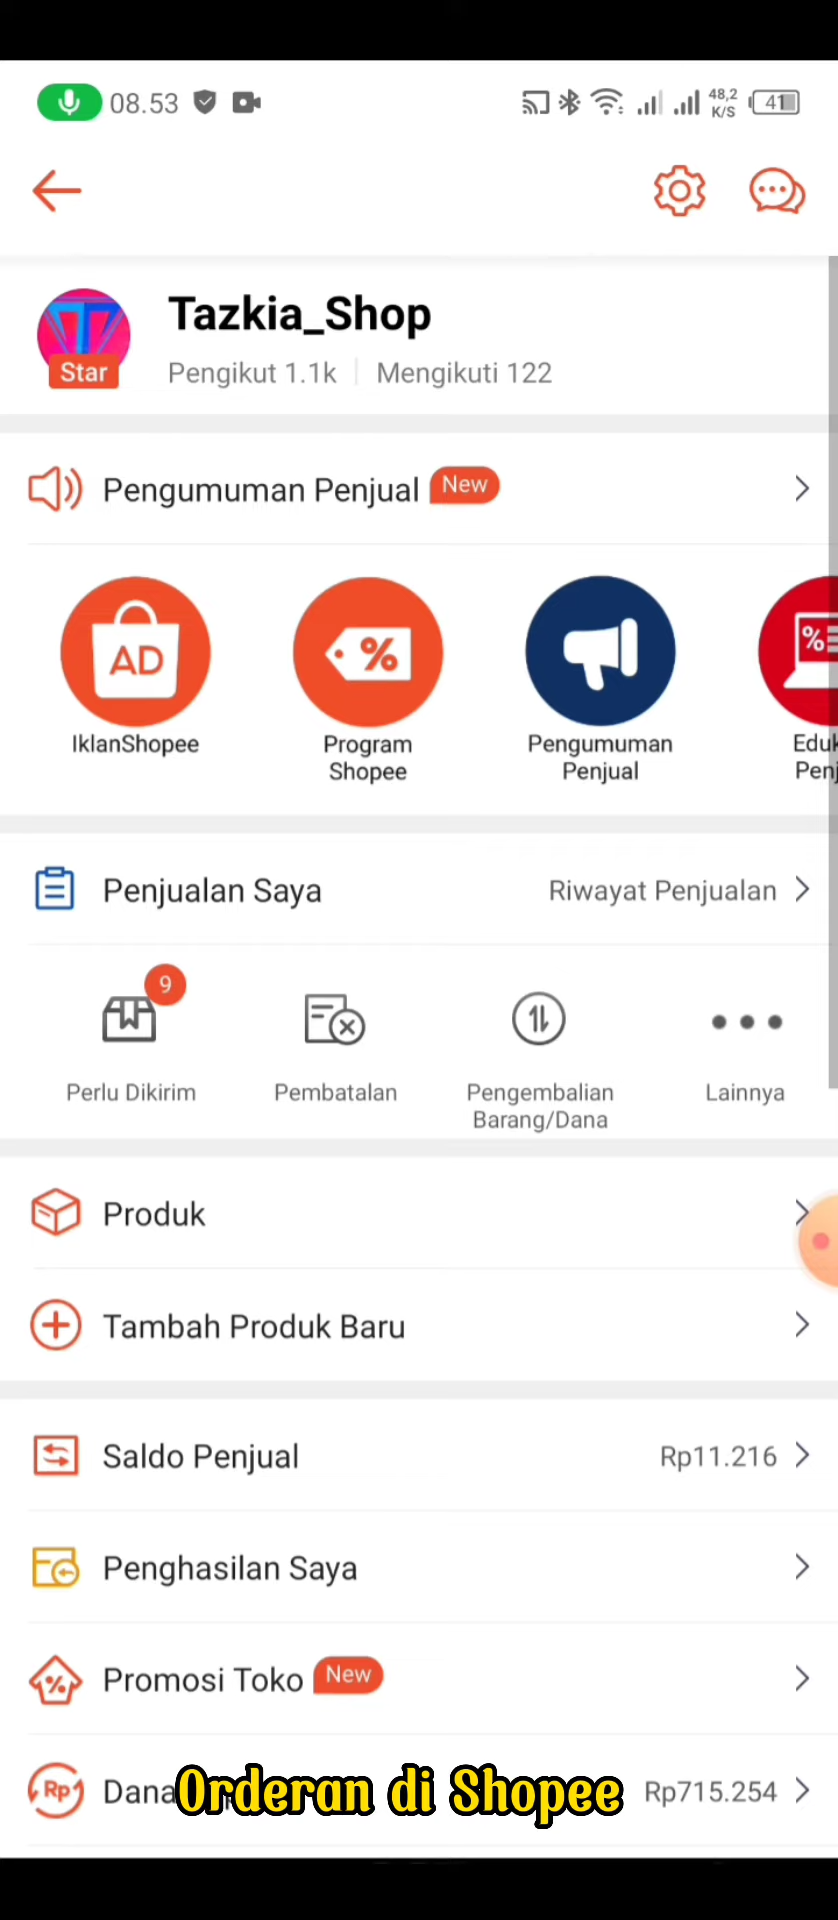 08.53
48,2
K/S
41
Tazkia_Shop
Star
Pengikut 1.1k
Mengikuti 122
Pengumuman Penjual
New
AD
%
%
IklanShopee
Program
Shopee
Pengumuman
Penjual
Penjualan Saya
Riwayat Penjualan
9
Perlu Dikirim
Pembatalan
Pengembalian
Barang/Dana
Lainnya
Produk
Tambah Produk Baru
Saldo Penjual
Rp11.216
Penghasilan Saya
%
Promosi Toko
New
Rp
Dana
Orderan di Shopee
Rp715.254